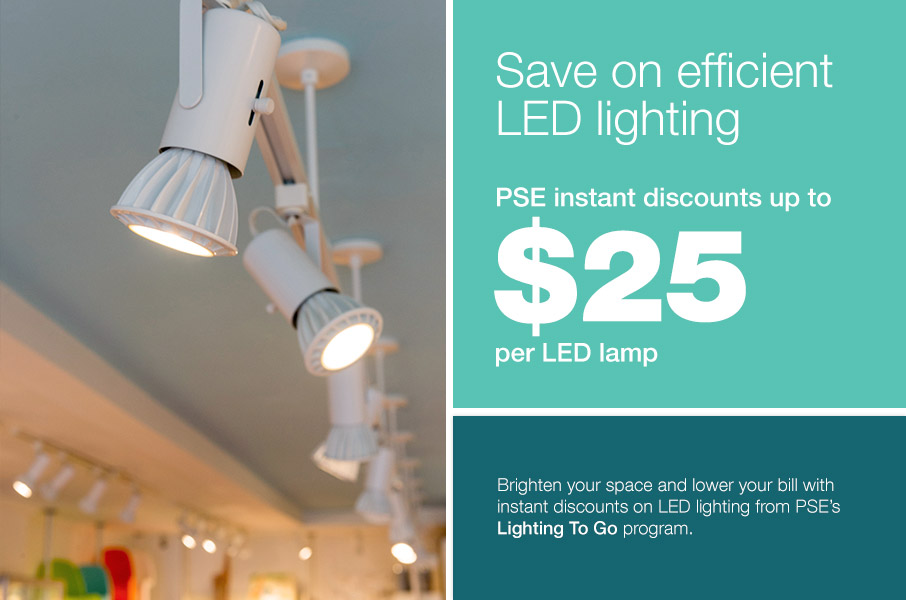 Save on efficient
LED lighting
PSE instant discounts up to
$25
per LED lamp
Brighten your space and lower your bill with
instant discounts on LED lighting from PSE's
Lighting To Go program.